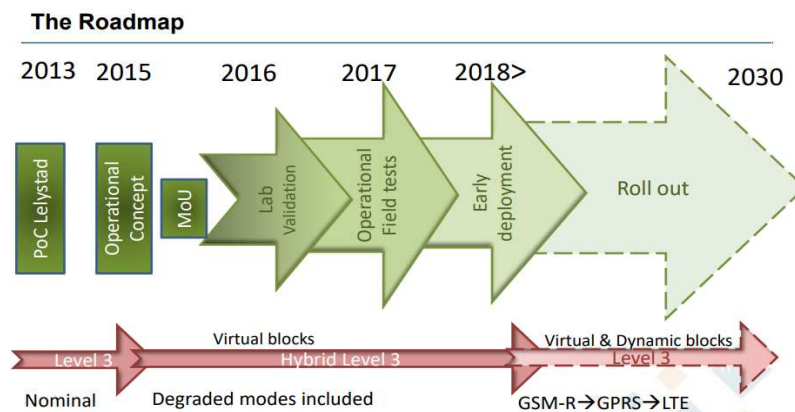 The Roadmap
2013 2015 2016 2017 2018> 2030
PoC Lelystad
Operational
Concept
MoU
Lab
Validation
Operational
Field tests
Early
deployment
Roll out
Virtual blocks
Virtual & Dynamic blocks
Level 3
Hybrid Level 3
Level 3
Nominal
Degraded modes included
GSM-R→GPRS→LTE